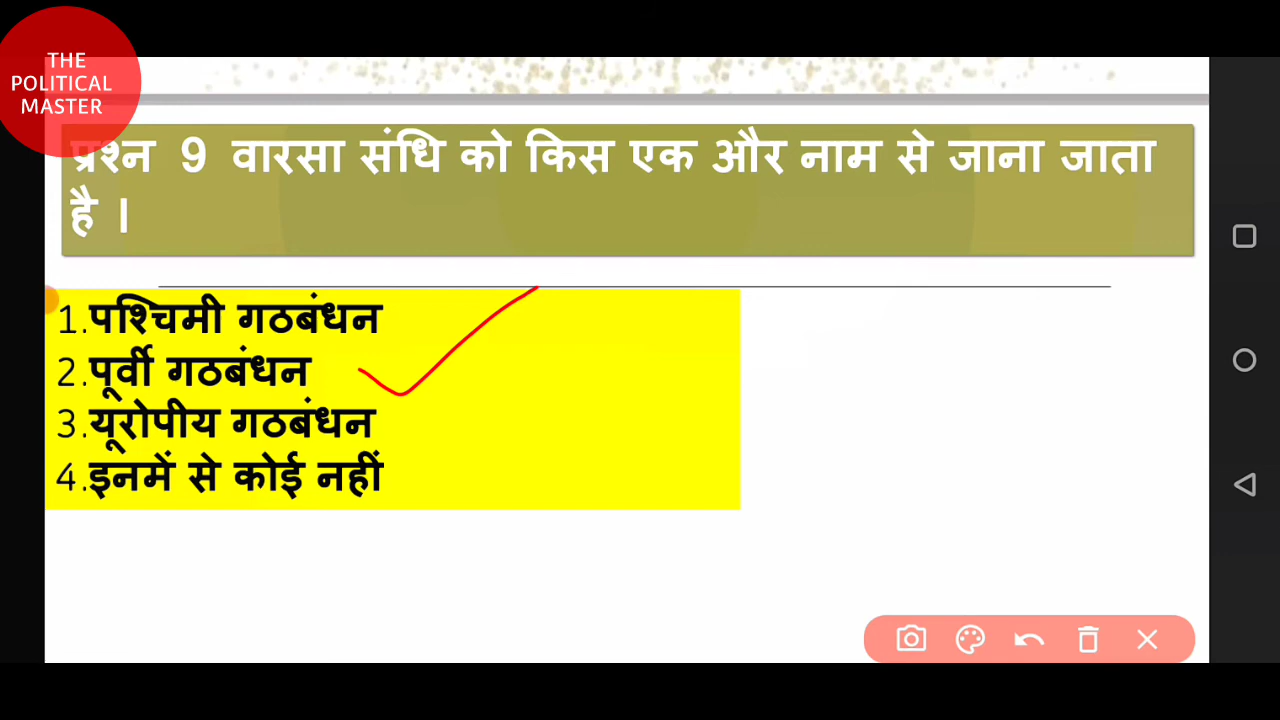 THE
POLITICAL
MASTER
प्रश्न 9 वारसा संधि को किस एक और नाम से जाना जाता
है ।
1.पश्चिमी गठबंधन
2.पूर्वी गठबंधन
3.यूरोपीय गठबंधन
4.इनमें से कोई नहीं